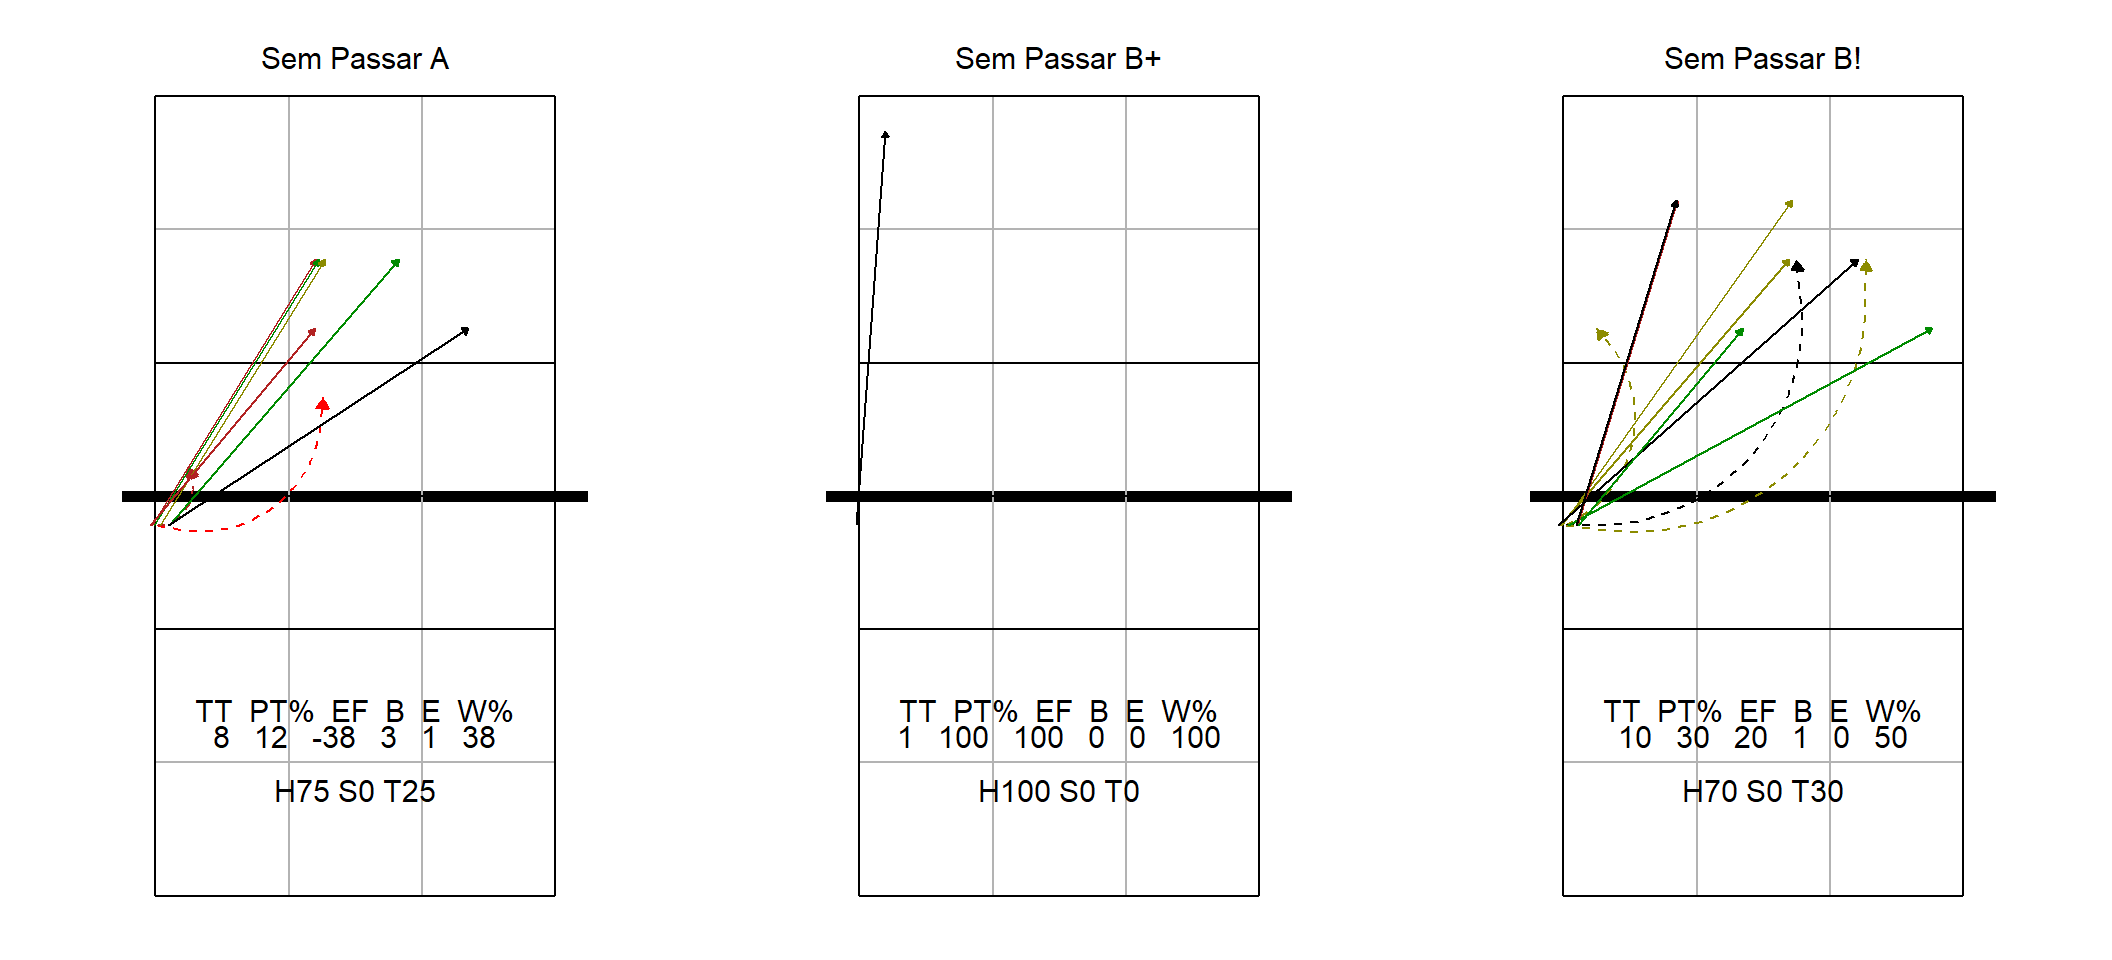 Sem Passar A
TT PT% EF B E W%
8 12 -38 3 1 38
H75 S0 T25
Sem Passar B+
TT PT% EF B E W%
1 100 100 0 0 100
H100 S0 T0
Sem Passar B!
TT PT% EF B E W%
10 30 20 1 0 50
H70 S0 T30